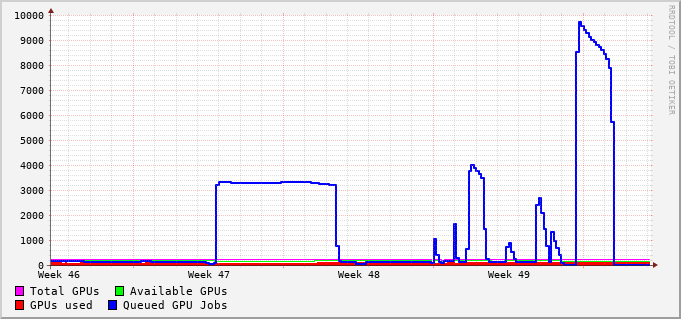 10000
9000
8000
7000
6000
5000
4000
3000
2000
1000
0
Week 46 Week 47 Week 48 Week 49
Total GPUs Available GPUs
GPUs used Queued GPU Jobs
RRDTOOL / TOBI OETIKER